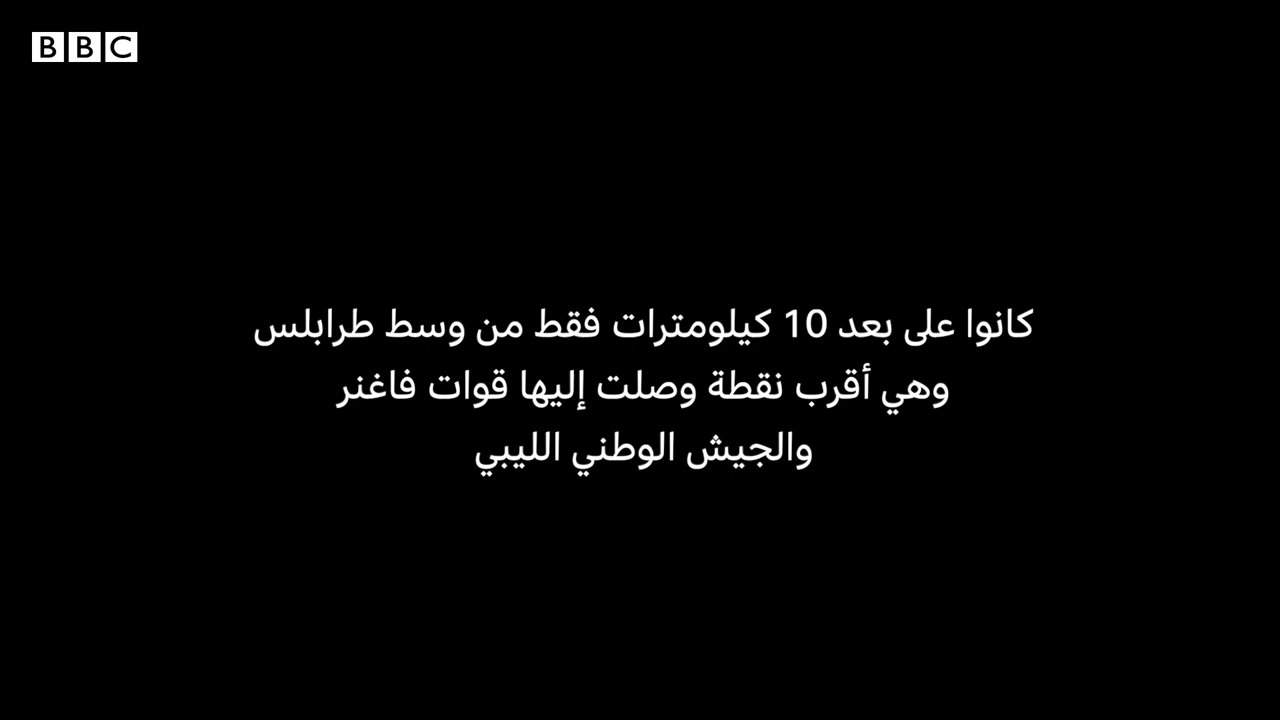 BBC
كانوا على بعد 10 كيلومترات فقط من وسط طرابلس
وهي أقرب نقطة وصلت إليها قوات فاغنر
والجيش الوطني الليبي